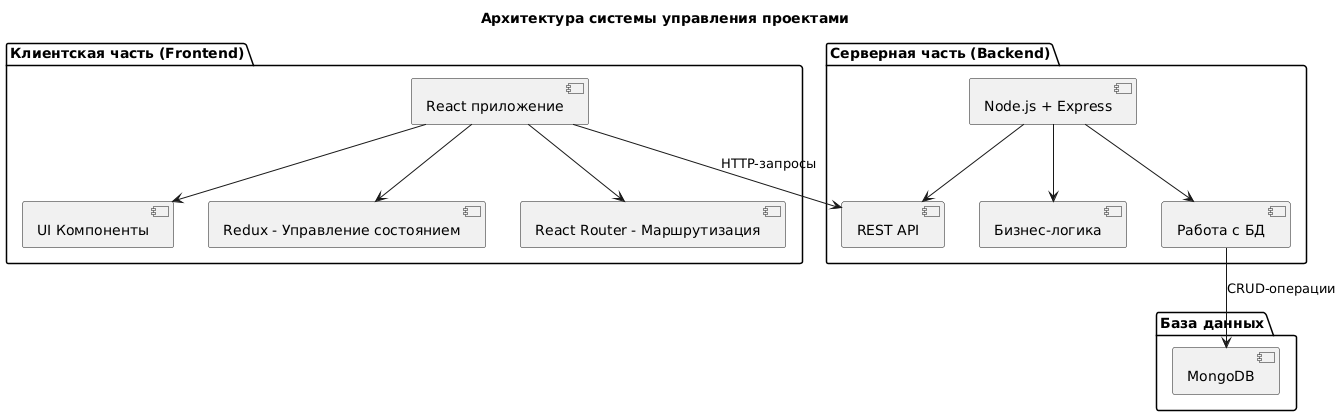 Архитектура системы управления проектами
Клиентская часть (Frontend)
Серверная часть (Backend)
React приложение
Node.js + Express
HTTP-запросы
UI Компоненты
Redux - Управление состоянием
React Router - Маршрутизация
REST API
Бизнес-логика
Работа с БД
CRUD-операции
База данных
MongoDB